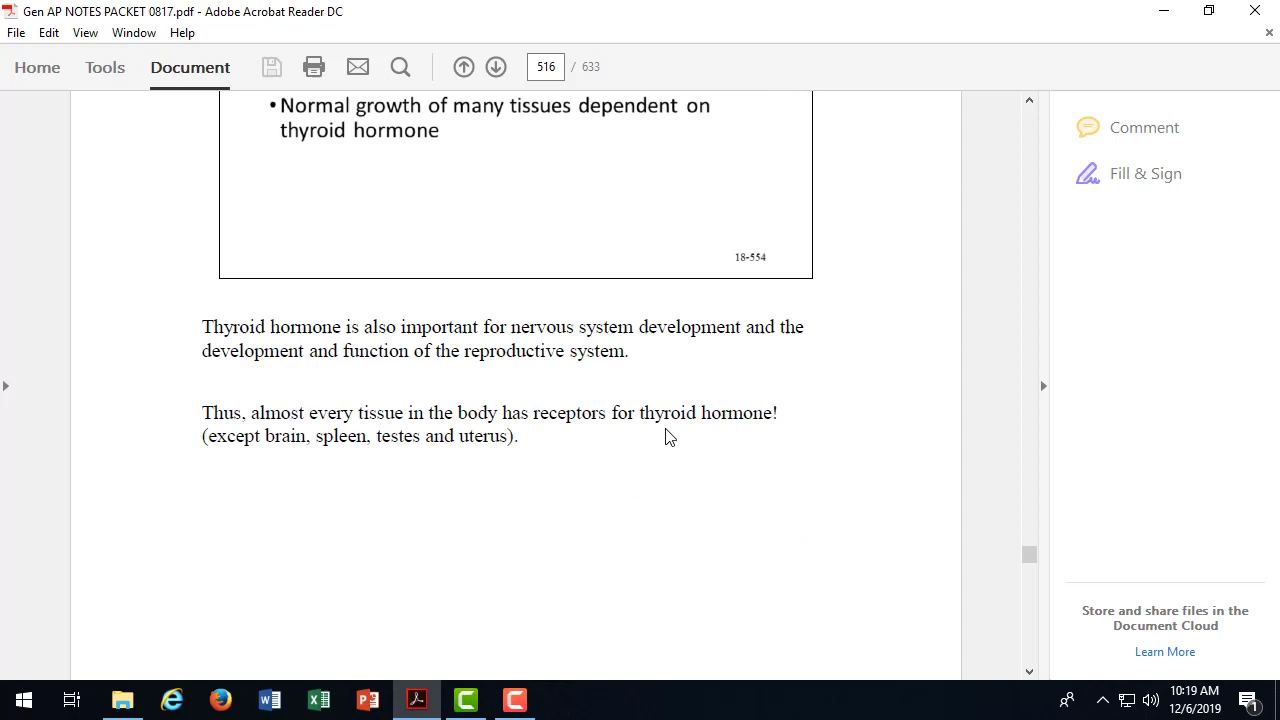 Gen AP NOTES PACKET 0817.pdf - Adobe Acrobat Reader DC
File Edit View Window Help
Home Tools Document 516 / 633
• Normal growth of many tissues dependent on
thyroid hormone
18-554
Thyroid hormone is also important for nervous system development and the
development and function of the reproductive system.
Thus, almost every tissue in the body has receptors for thyroid hormone!
(except brain, spleen, testes and uterus).
Comment
Fill & Sign
Store and share files in the
Document Cloud
Learn More
10:19 AM
12/6/2019
1